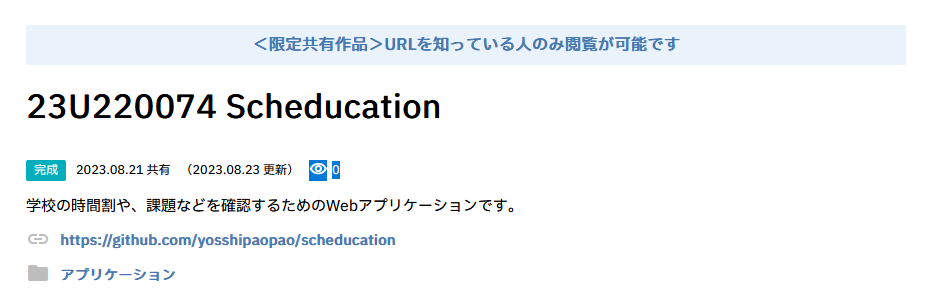 ＜限定共有作品＞URLを知っている人のみ閲覧が可能です
23U220074 Scheducation
完成 2023.08.21 共有 （2023.08.23 更新） 0
学校の時間割や、課題などを確認するためのWebアプリケーションです。
https://github.com/yosshipaopao/scheducation
アプリケーション